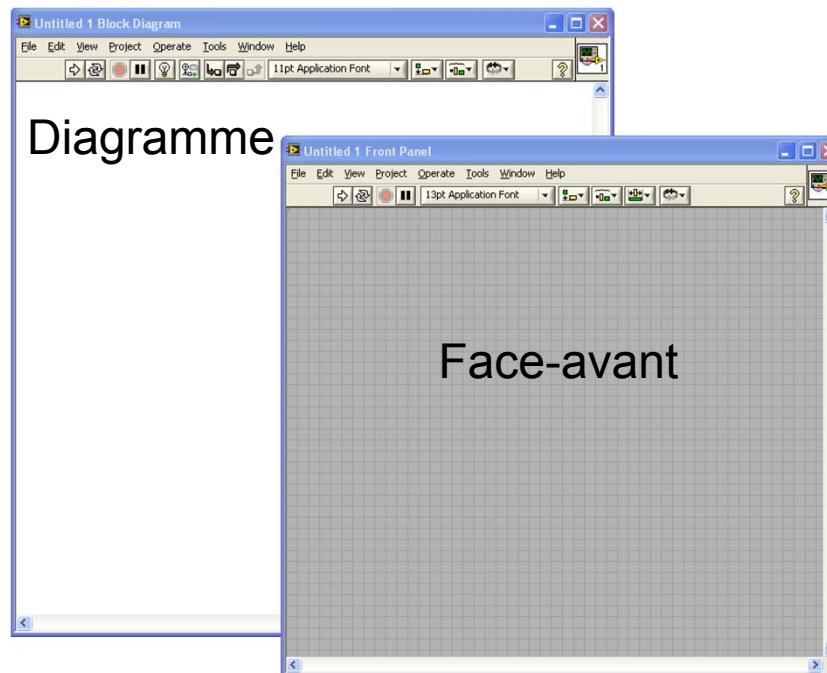 Untitled 1 Block Diagram
File Edit View Project Operate Tools Window Help
11pt Application Font
1
Diagramme
Untitled 1 Front Panel
File Edit View Project Operate Tools Window Help
13pt Application Font
Face-avant